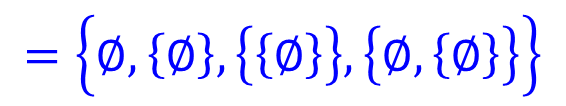 = {∅, {∅}, {{∅}}, {∅, {∅}}}